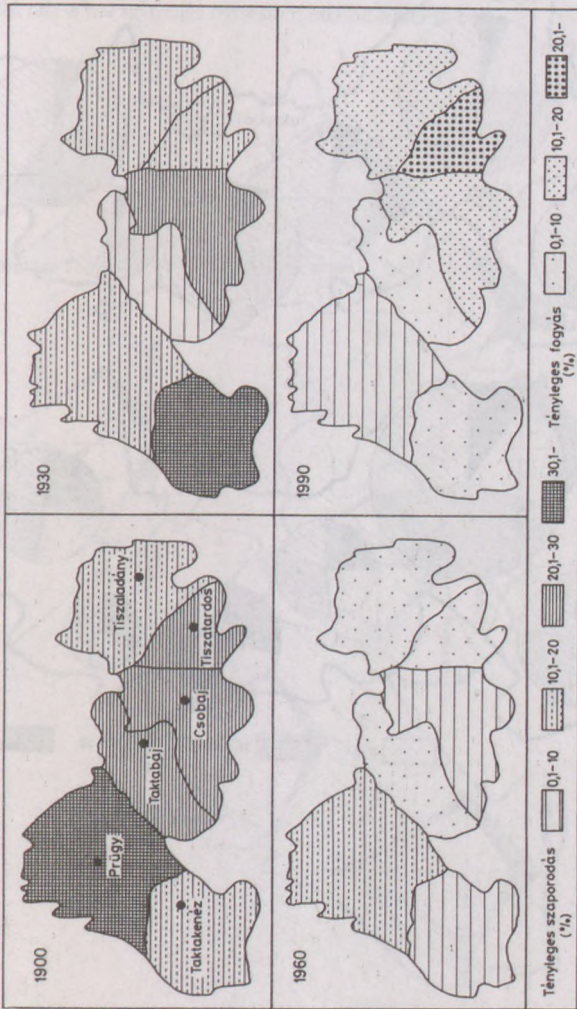 1900
Prügy
Taktakenéz
Taktabáj
Csobaj
Tiszaladány
Tiszatardos
1930
1960
1990
Tényleges szaporodás
(%)
0,1-10
10,1-20
20,1-30
30,1-
Tényleges fogyás
(%)
0,1-10
10,1-20
20,1-